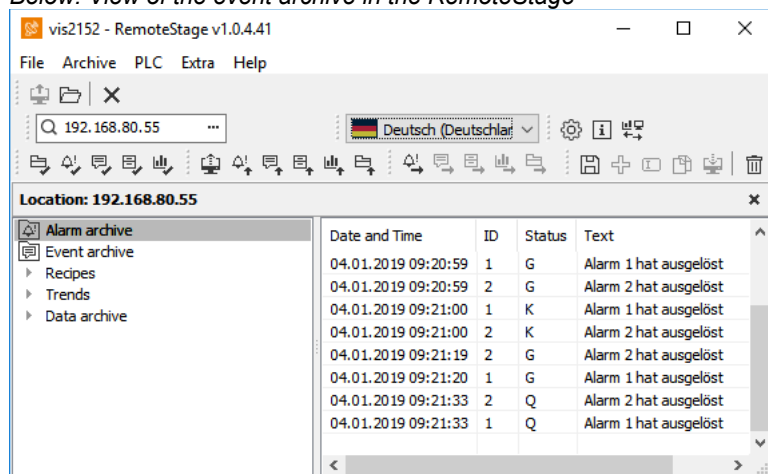 Below: View of the event archive in the RemoteStage
vis2152 - RemoteStage v1.0.4.41
File Archive PLC Extra Help
192.168.80.55 ...
Deutsch (Deutschlar
Location: 192.168.80.55
Alarm archive
Event archive
Recipes
Trends
Data archive
Date and Time ID Status Text
04.01.2019 09:20:59 1 G Alarm 1 hat ausgelöst
04.01.2019 09:20:59 2 G Alarm 2 hat ausgelöst
04.01.2019 09:21:00 1 K Alarm 1 hat ausgelöst
04.01.2019 09:21:00 2 K Alarm 2 hat ausgelöst
04.01.2019 09:21:19 2 G Alarm 2 hat ausgelöst
04.01.2019 09:21:20 1 G Alarm 1 hat ausgelöst
04.01.2019 09:21:33 2 Q Alarm 2 hat ausgelöst
04.01.2019 09:21:33 1 Q Alarm 1 hat ausgelöst